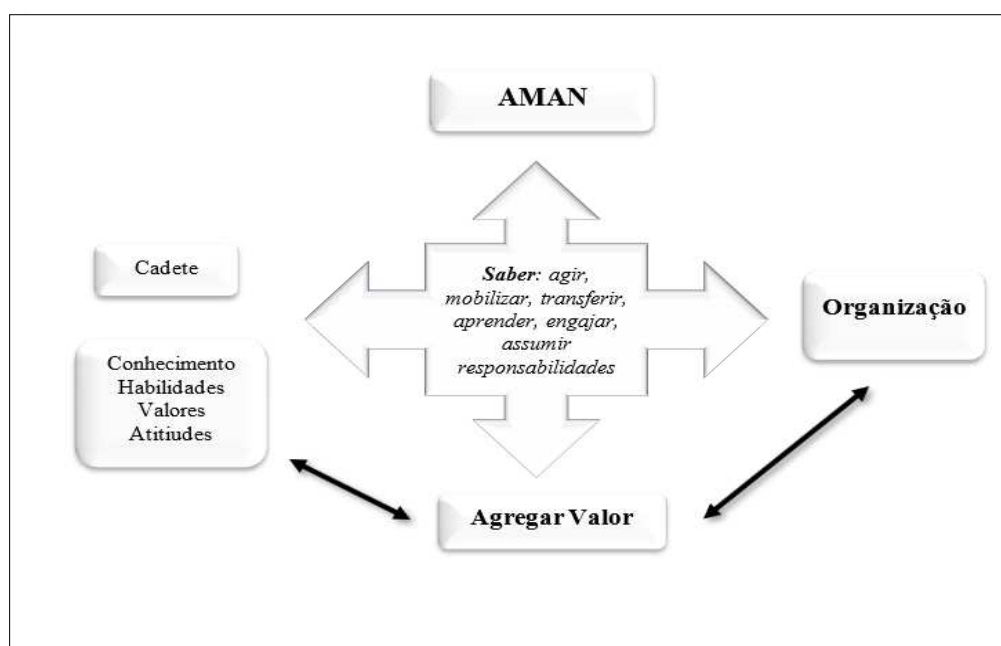 AMAN
Cadete
Conhecimento
Habilidades
Valores
Atitiudes
Saber: agir,
mobilizar, transferir,
aprender, engajar,
assumir
responsabilidades
Organização
Agregar Valor